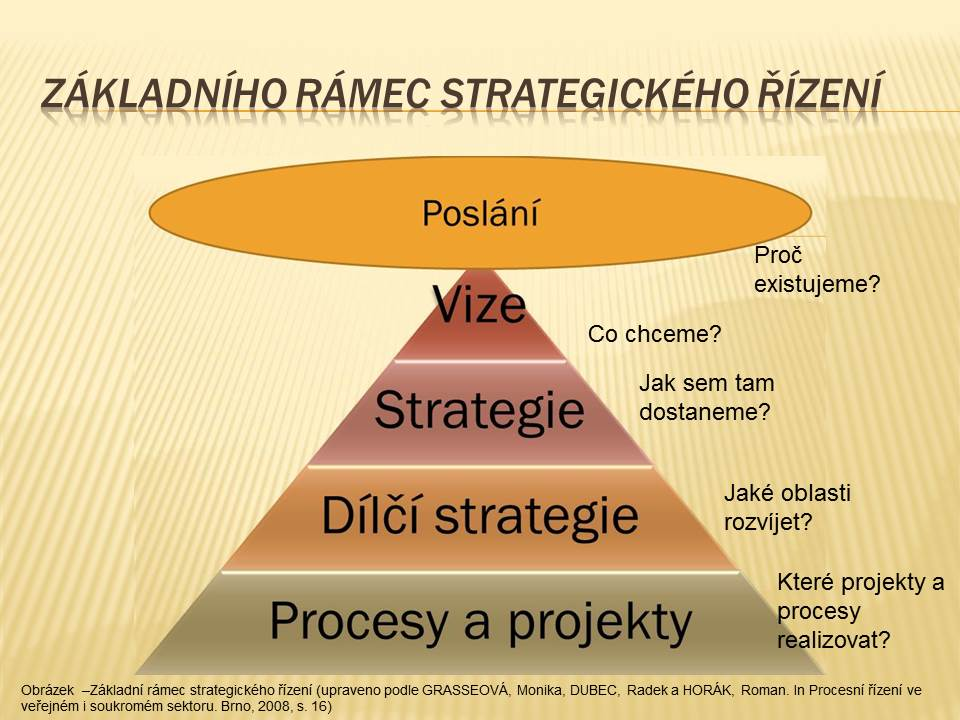 ZÁKLADNÍHO RÁMEC STRATEGICKÉHO ŘÍZENÍ
Poslání
Proč
existujeme?
Vize
Co chceme?
Strategie
Jak sem tam
dostaneme?
Dílčí strategie
Jaké oblasti
rozvíjet?
Procesy a projekty
Které projekty a
procesy
realizovat?
Obrázek –Základní rámec strategického řízení (upraveno podle GRASSEOVÁ, Monika, DUBEC, Radek a HORÁK, Roman. In Procesní řízení ve
veřejném i soukromém sektoru. Brno, 2008, s. 16)